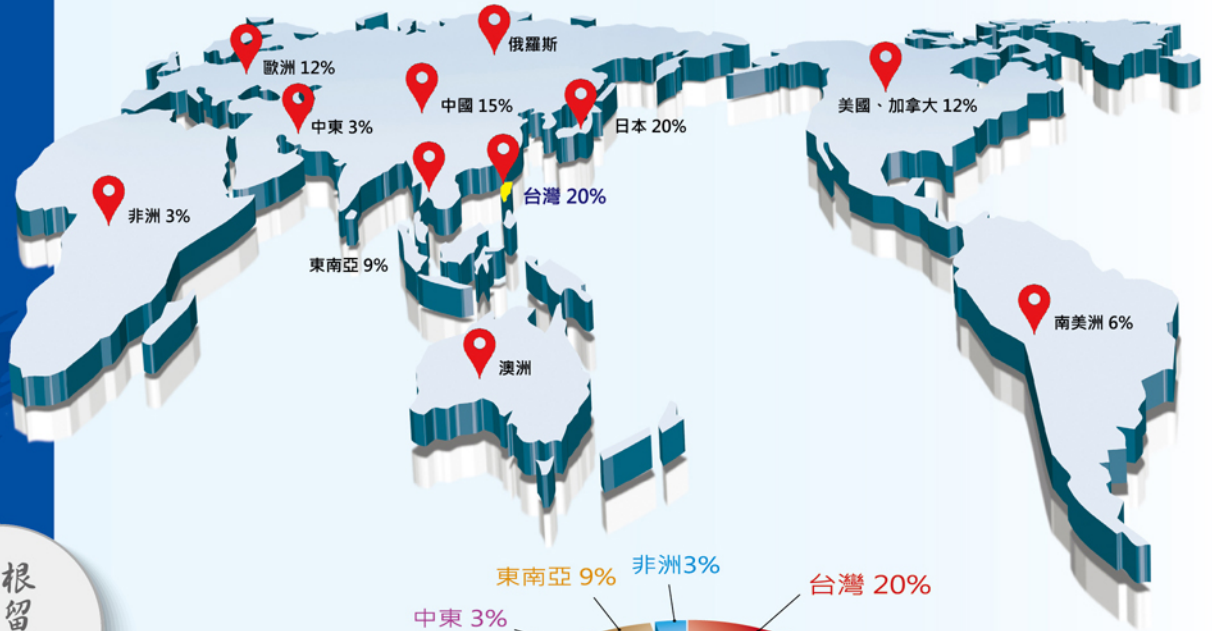 俄羅斯
歐洲 12%
中國 15%
美國、加拿大 12%
中東 3%
日本 20%
台灣 20%
非洲 3%
東南亞 9%
南美洲 6%
澳洲
根
留
東南亞 9%
非洲3%
台灣 20%
中東 3%